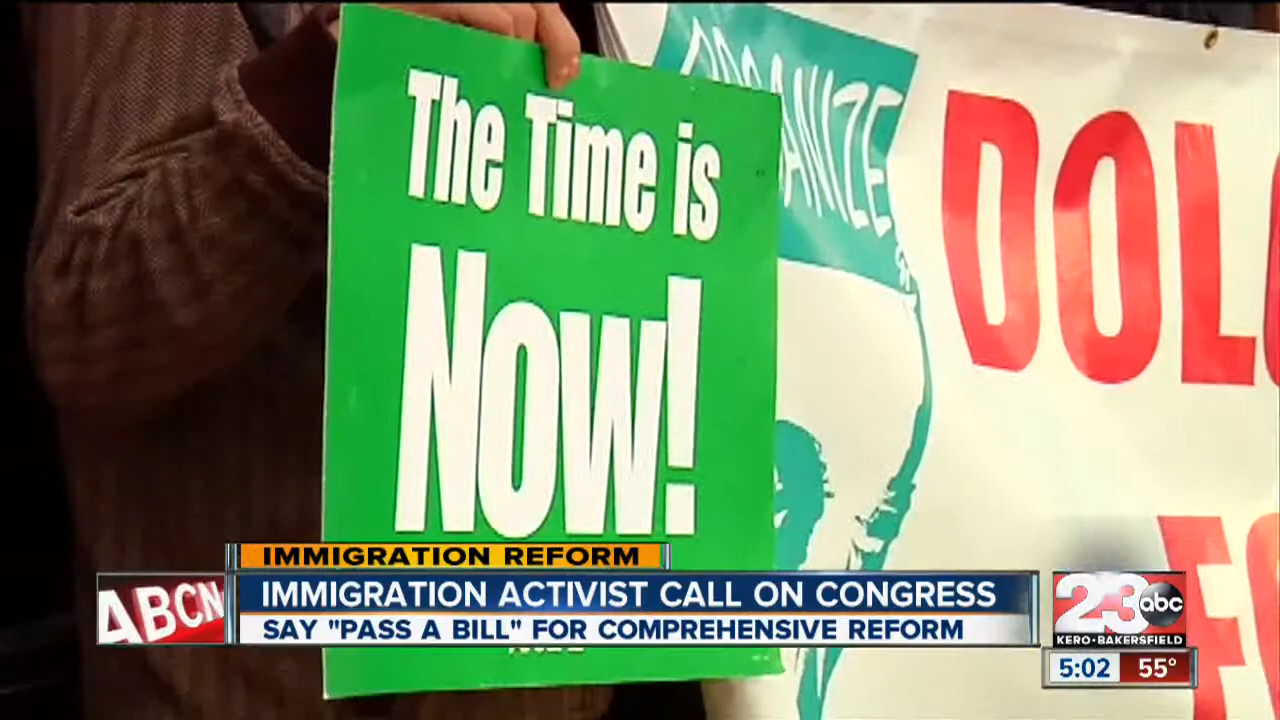 The Time is
Now!
ORGANIZE
DOL
IMMIGRATION REFORM
ABCN
IMMIGRATION ACTIVIST CALL ON CONGRESS
SAY "PASS A BILL" FOR COMPREHENSIVE REFORM
23 abc
KERO•BAKERSFIELD
5:02 55°